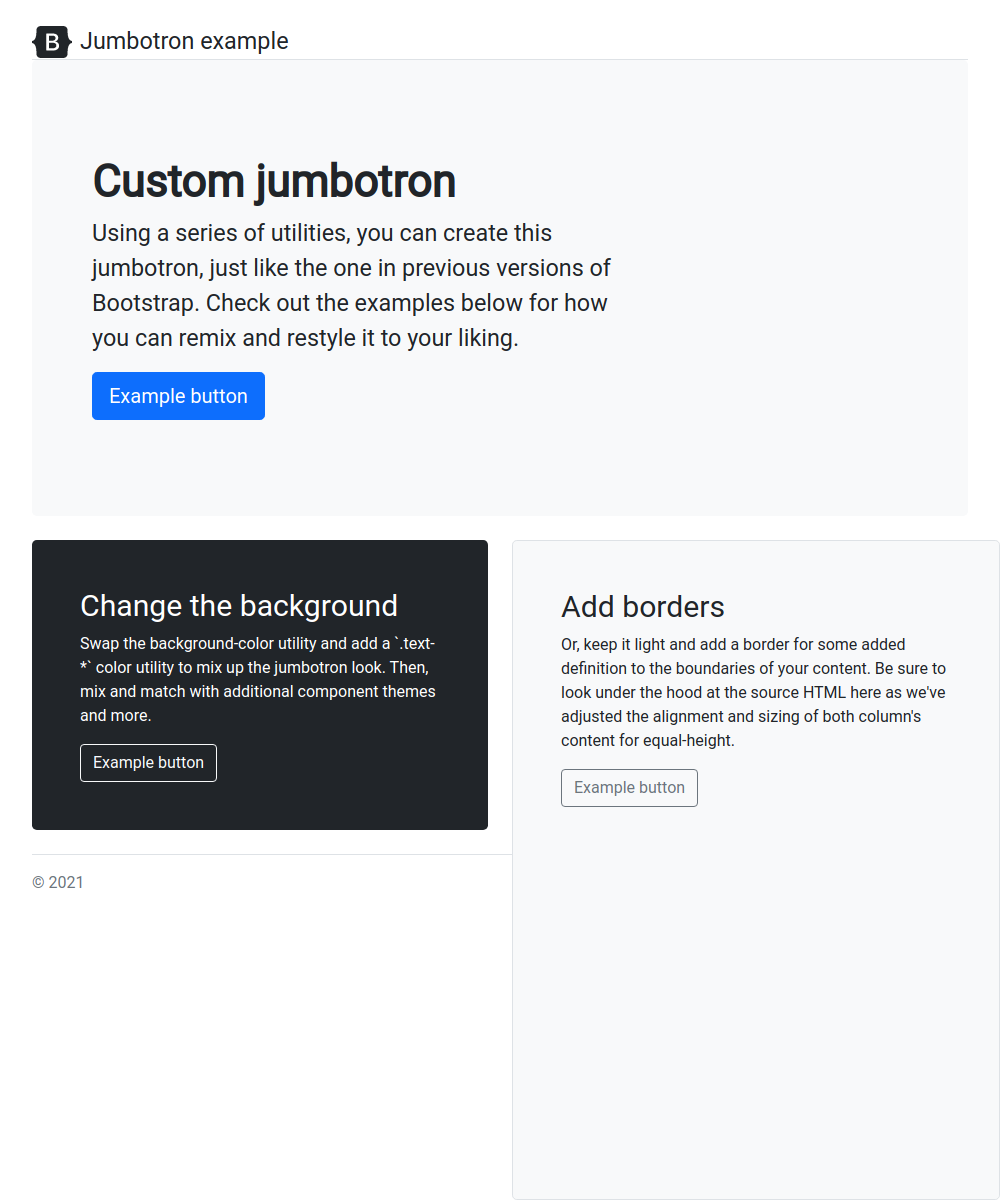 B Jumbotron example
Custom jumbotron
Using a series of utilities, you can create this
jumbotron, just like the one in previous versions of
Bootstrap. Check out the examples below for how
you can remix and restyle it to your liking.
Example button
Change the background
Swap the background-color utility and add a `.text-
*` color utility to mix up the jumbotron look. Then,
mix and match with additional component themes
and more.
Example button
Add borders
Or, keep it light and add a border for some added
definition to the boundaries of your content. Be sure to
look under the hood at the source HTML here as we've
adjusted the alignment and sizing of both column's
content for equal-height.
Example button
© 2021